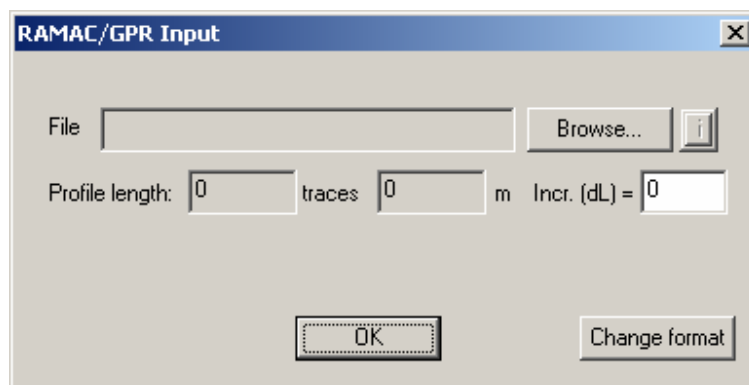 RAMAC/GPR Input
File Browse... i
Profile length: 0 traces 0 m Incr. (dL) = 0
OK Change format